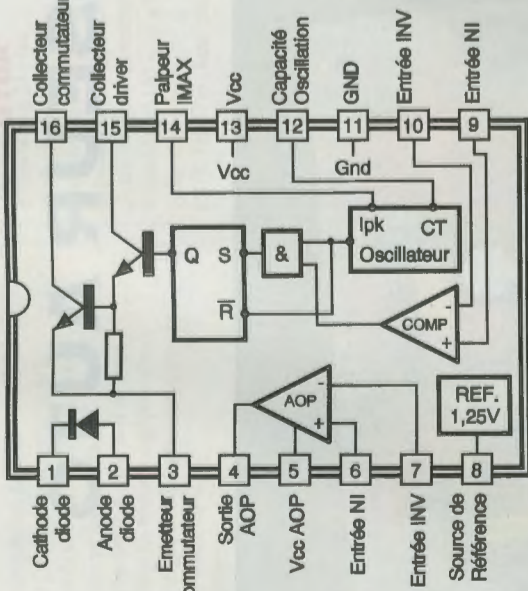 Collecteur
commutateur
Collecteur
driver
Palpeur
IMAX
Vcc
Capacité
Oscillation
GND
Entrée INV
Entrée NI
16
15
14
13
12
11
10
9
Vcc
Gnd
Q
S
R
&
Ipk
CT
Oscillateur
COMP
-
+
AOP
-
+
REF.
1,25V
1
2
3
4
5
6
7
8
Cathode
diode
Anode
diode
Emetteur
commutateur
Sortie
AOP
Vcc AOP
Entrée NI
Entrée INV
Source de
Référence